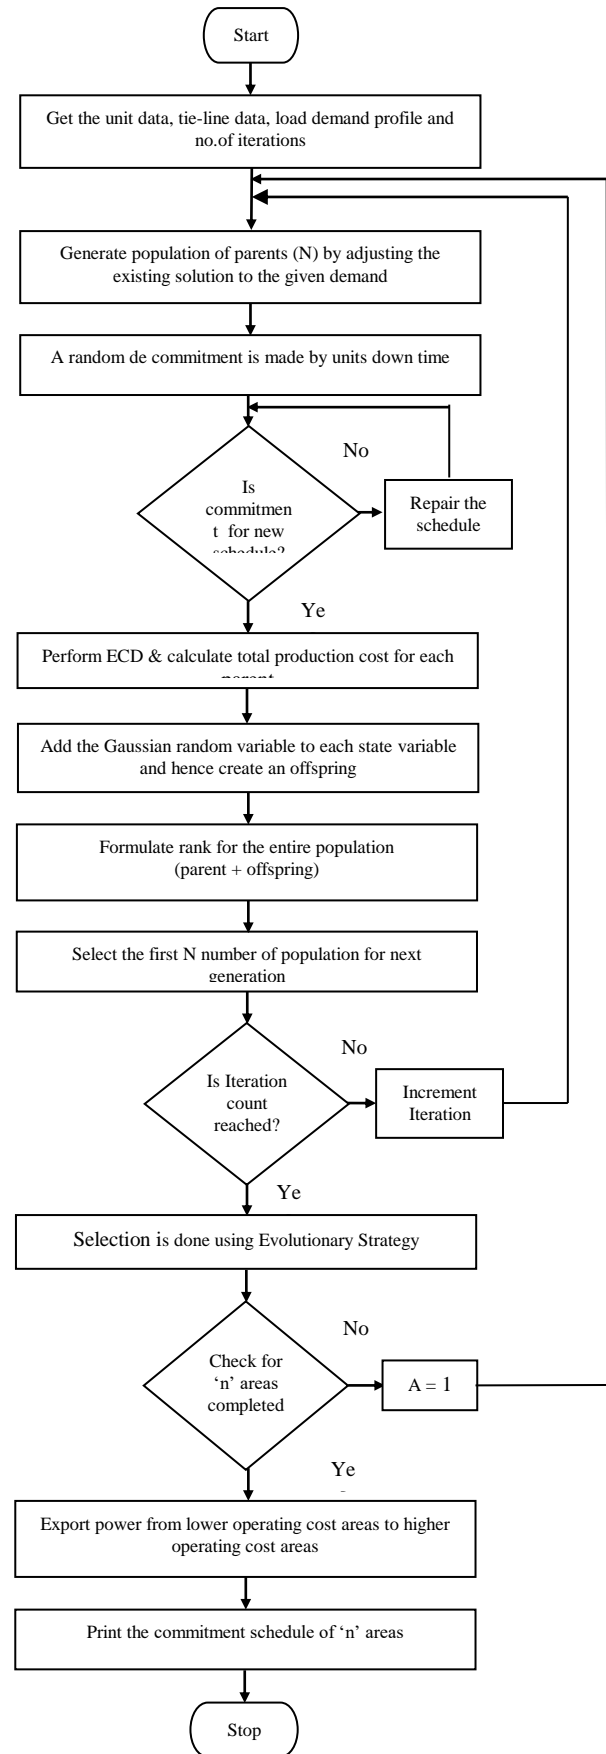 Start
Get the unit data, tie-line data, load demand profile and
no.of iterations
Generate population of parents (N) by adjusting the
existing solution to the given demand
A random de commitment is made by units down time
No
Is
commitmen
t for new
schedule?
Repair the
schedule
Ye
Perform ECD & calculate total production cost for each
parent
Add the Gaussian random variable to each state variable
and hence create an offspring
Formulate rank for the entire population
(parent + offspring)
Select the first N number of population for next
generation
No
Is Iteration
count
reached?
Increment
Iteration
Ye
Selection is done using Evolutionary Strategy
No
Check for
‘n’ areas
completed
A = 1
Ye
Export power from lower operating cost areas to higher
operating cost areas
Print the commitment schedule of ‘n’ areas
Stop